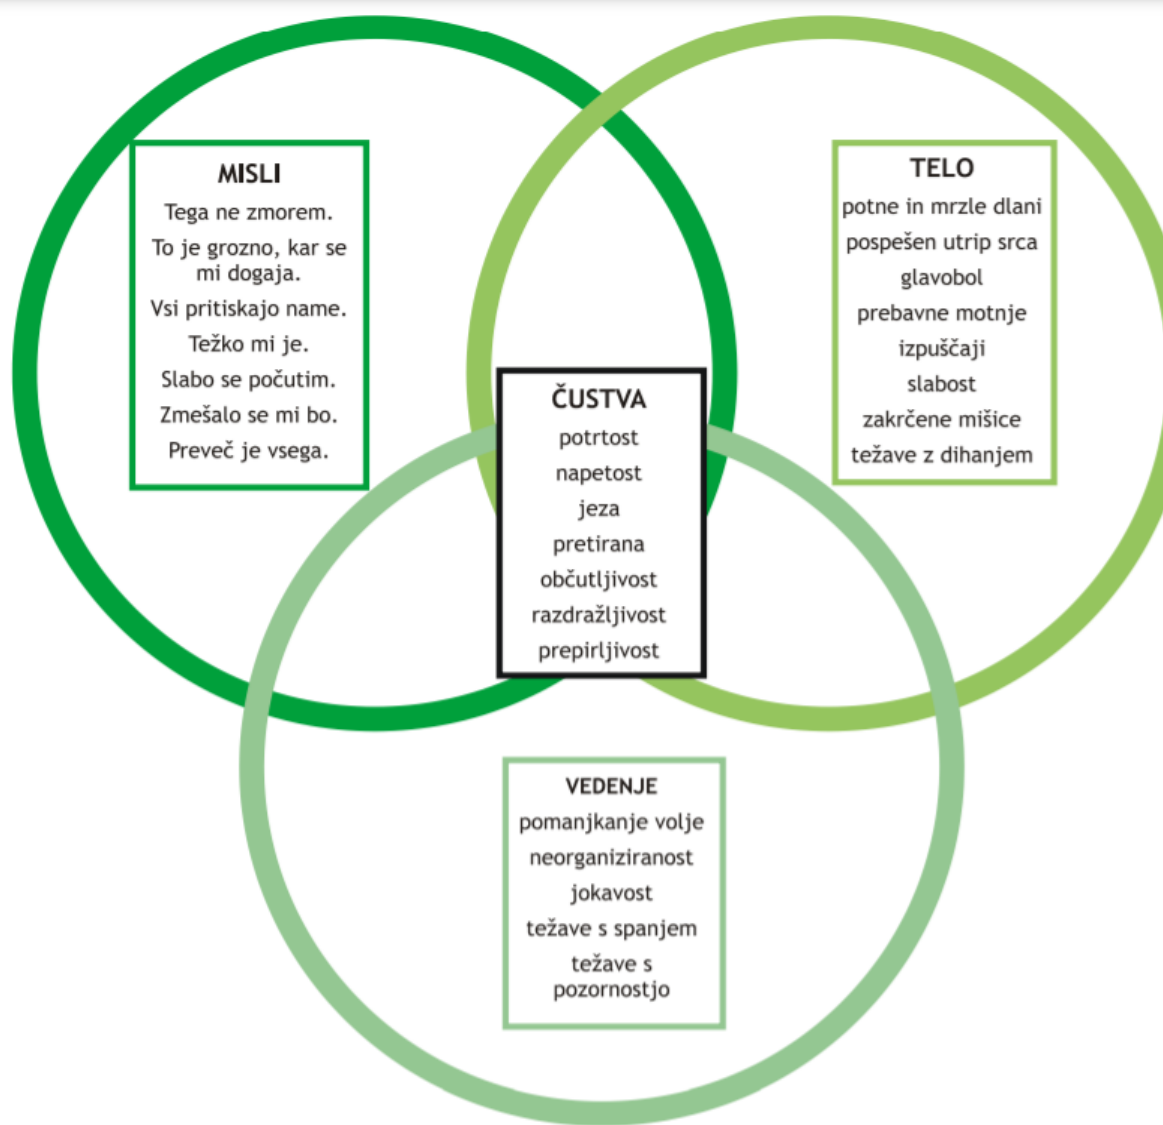 MISLI
Tega ne zmorem.
To je grozno, kar se
mi dogaja.
Vsi pritiskajo name.
Težko mi je.
Slabo se počutim.
Zmešalo se mi bo.
Preveč je vsega.
TELO
potne in mrzle dlani
pospešen utrip srca
glavobol
prebavne motnje
izpuščaji
slabost
zakrčene mišice
težave z dihanjem
ČUSTVA
potrtost
napetost
jeza
pretirana
občutljivost
razdražljivost
prepirljivost
VEDENJE
pomanjkanje volje
neorganiziranost
jokavost
težave s spanjem
težave s
pozornostjo